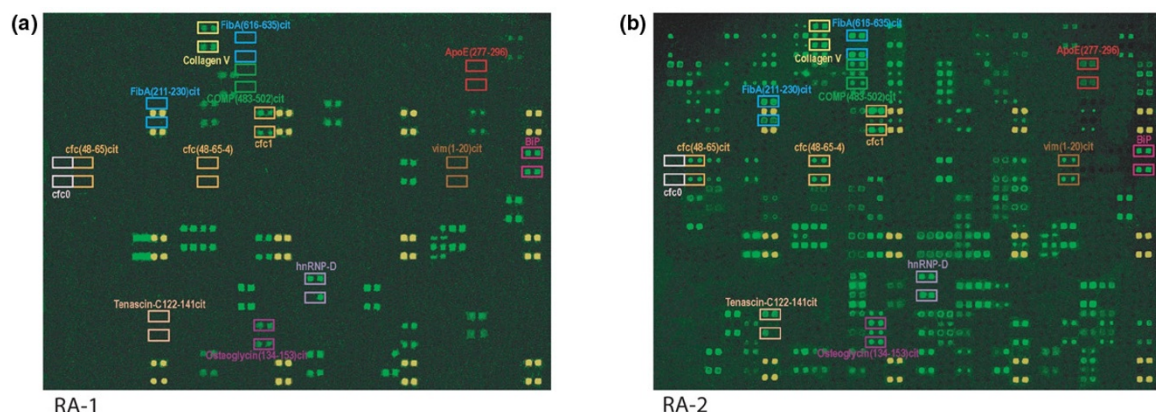 (a)
FibA(616-635)cit
Collagen V
ApoE(277-296)
FibA(211-230)cit
COMP(483-502)cit
cfc1
cfc(48-65)cit
cfc(48-65-4)
vim(1-20)cit
BiP
cfc0
hnRNP-D
Tenascin-C122-141cit
Osteoglycin(134-153)cit
RA-1
(b)
FibA(616-635)cit
Collagen V
ApoE(277-296)
FibA(211-230)cit
COMP(483-502)cit
cfc1
cfc(48-65)cit
cfc(48-65-4)
vim(1-20)cit
BiP
cfc0
hnRNP-D
Tenascin-C122-141cit
Osteoglycin(134-153)cit
RA-2